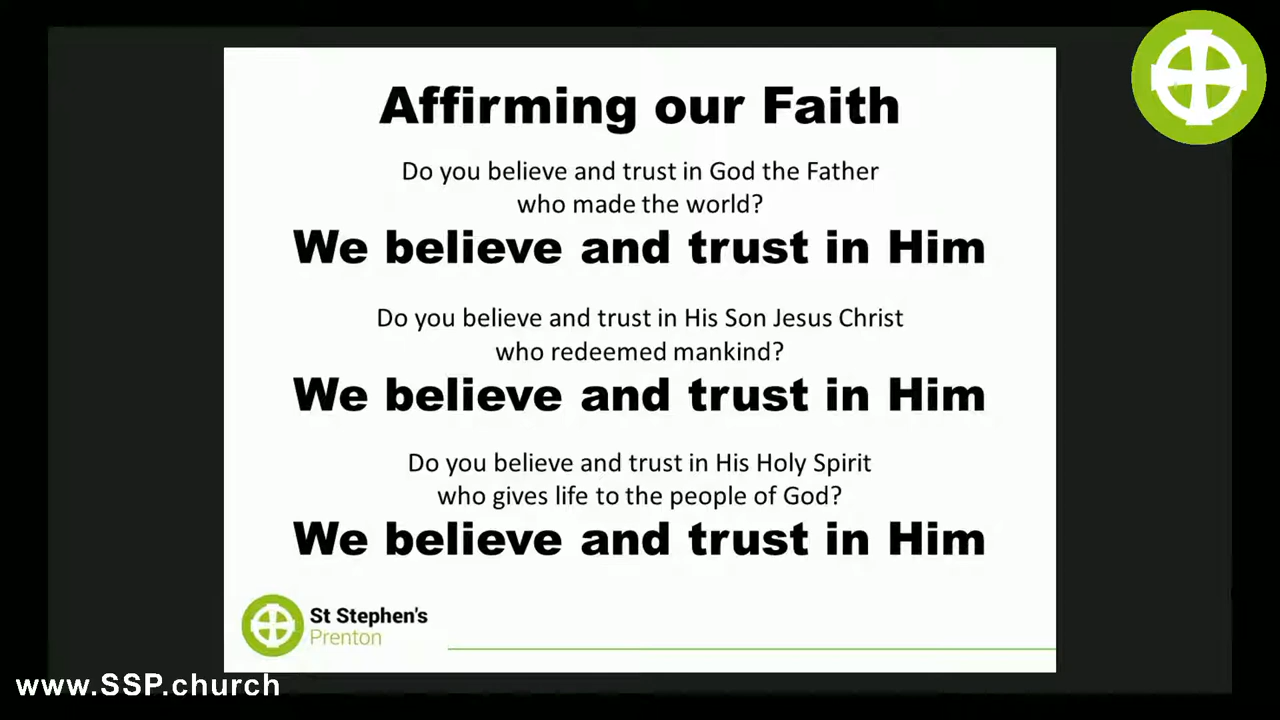 Affirming our Faith
Do you believe and trust in God the Father
who made the world?
We believe and trust in Him
Do you believe and trust in His Son Jesus Christ
who redeemed mankind?
We believe and trust in Him
Do you believe and trust in His Holy Spirit
who gives life to the people of God?
We believe and trust in Him
St Stephen's
Prenton
www.SSP.church